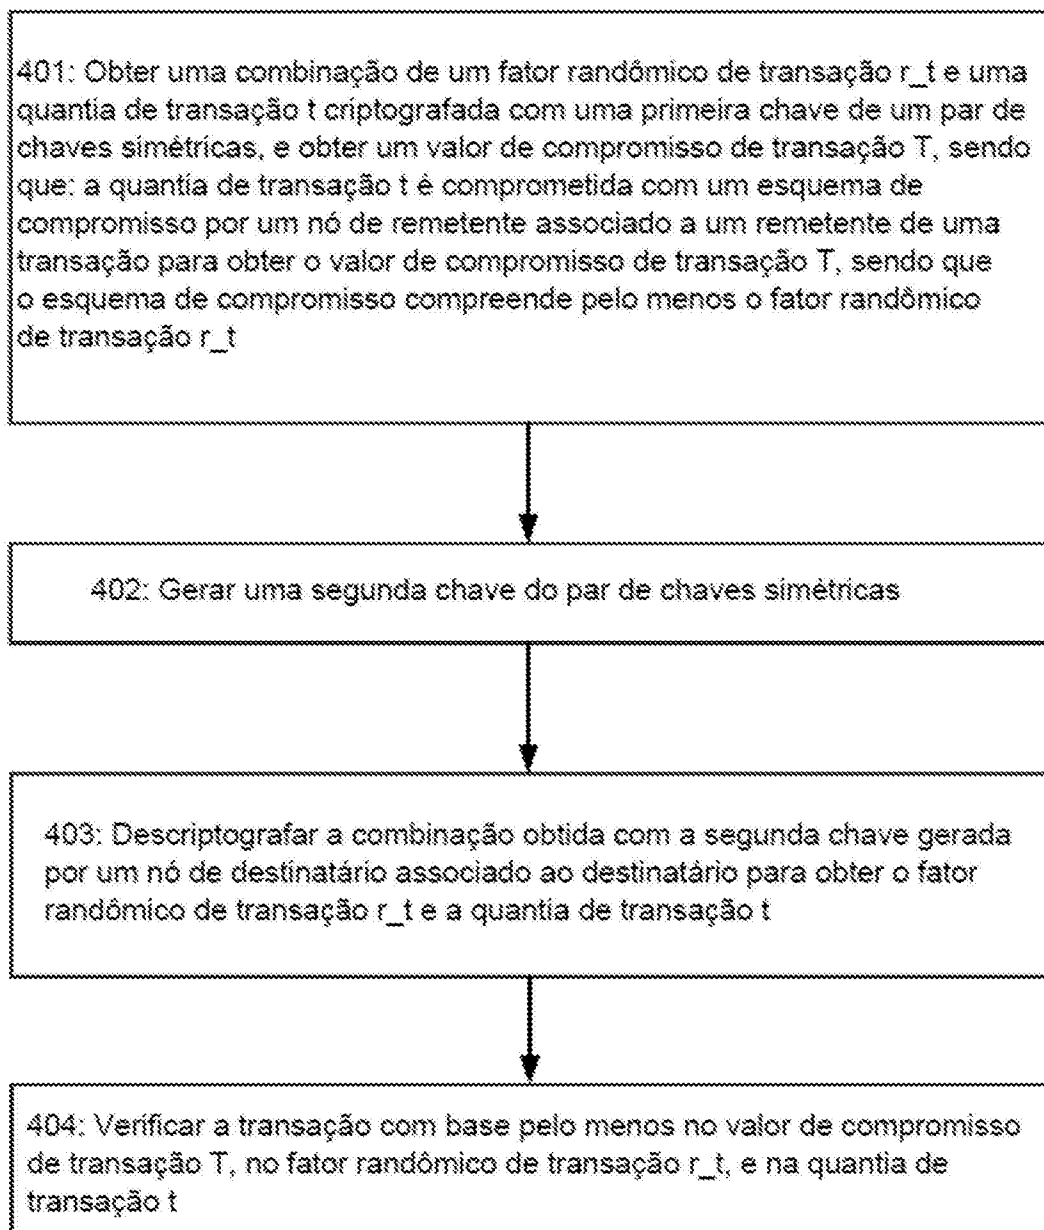 401: Obter uma combinação de um fator randômico de transação r_t e uma
quantia de transação t criptografada com uma primeira chave de um par de
chaves simétricas, e obter um valor de compromisso de transação T, sendo
que: a quantia de transação t é comprometida com um esquema de
compromisso por um nó de remetente associado a um remetente de uma
transação para obter o valor de compromisso de transação T, sendo que
o esquema de compromisso compreende pelo menos o fator randômico
de transação r_t
402: Gerar uma segunda chave do par de chaves simétricas
403: Descriptografar a combinação obtida com a segunda chave gerada
por um nó de destinatário associado ao destinatário para obter o fator
randômico de transação r_t e a quantia de transação t
404: Verificar a transação com base pelo menos no valor de compromisso
de transação T, no fator randômico de transação r_t, e na quantia de
transação t